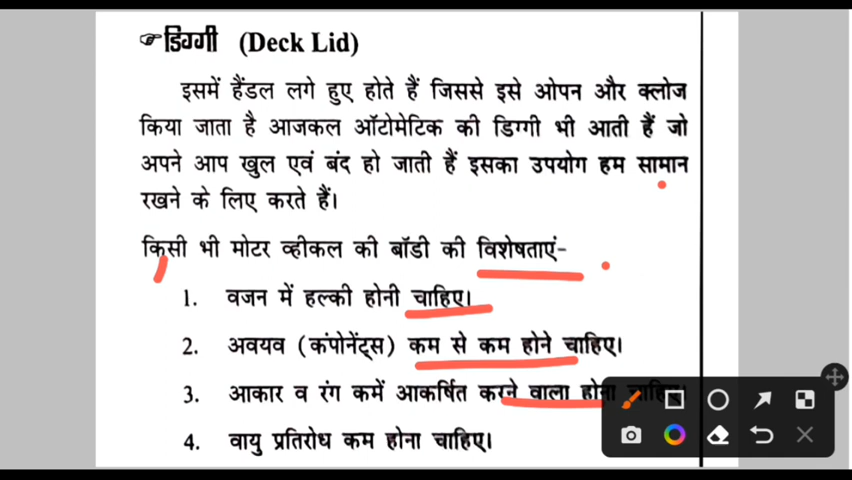 ☞डिग्गी (Deck Lid)
इसमें हैंडल लगे हुए होते हैं जिससे इसे ओपन और क्लोज
किया जाता है आजकल ऑटोमेटिक की डिग्गी भी आती हैं जो
अपने आप खुल एवं बंद हो जाती हैं इसका उपयोग हम सामान
रखने के लिए करते हैं।
किसी भी मोटर व्हीकल की बॉडी की विशेषताएं-
1. वजन में हल्की होनी चाहिए।
2. अवयव (कंपोनेंट्स) कम से कम होने चाहिए।
3. आकार व रंग कमें आकर्षित करने वाला होना चाहिए।
4. वायु प्रतिरोध कम होना चाहिए।